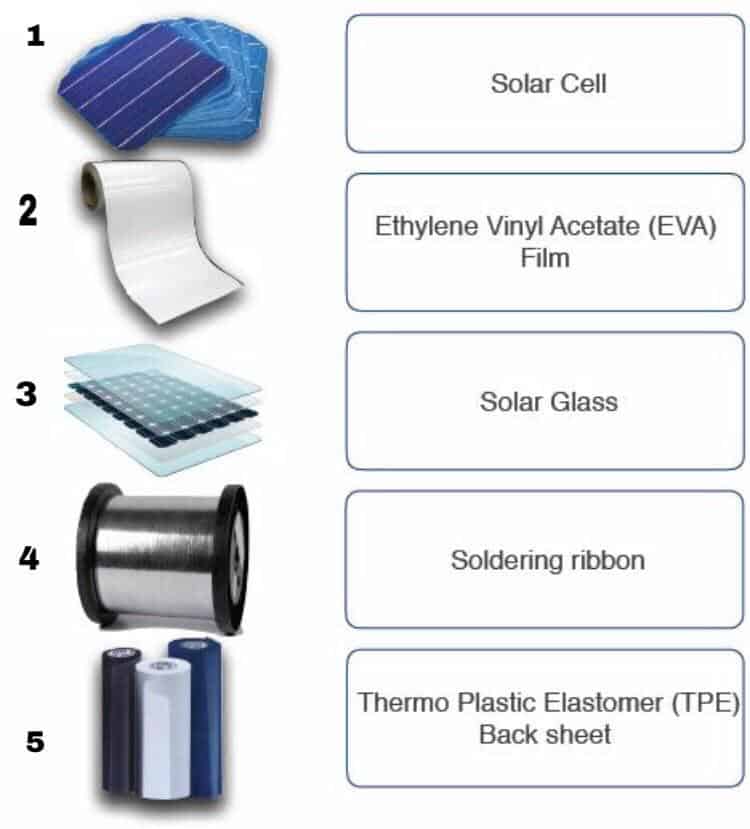 1
Solar Cell
2
Ethylene Vinyl Acetate (EVA)
Film
3
Solar Glass
4
Soldering ribbon
5
Thermo Plastic Elastomer (TPE)
Back sheet